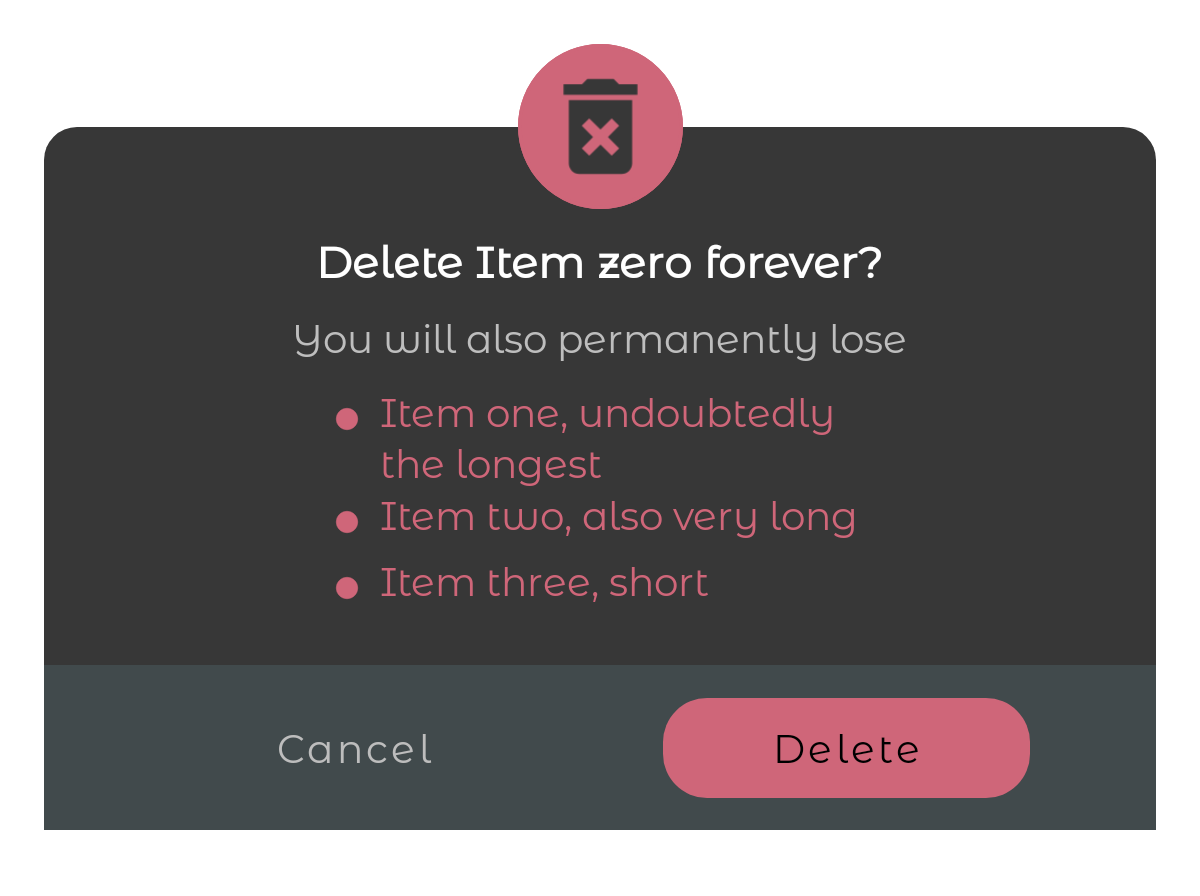 Delete Item zero forever?
You will also permanently lose
Item one, undoubtedly
the longest
Item two, also very long
Item three, short
Cancel
Delete